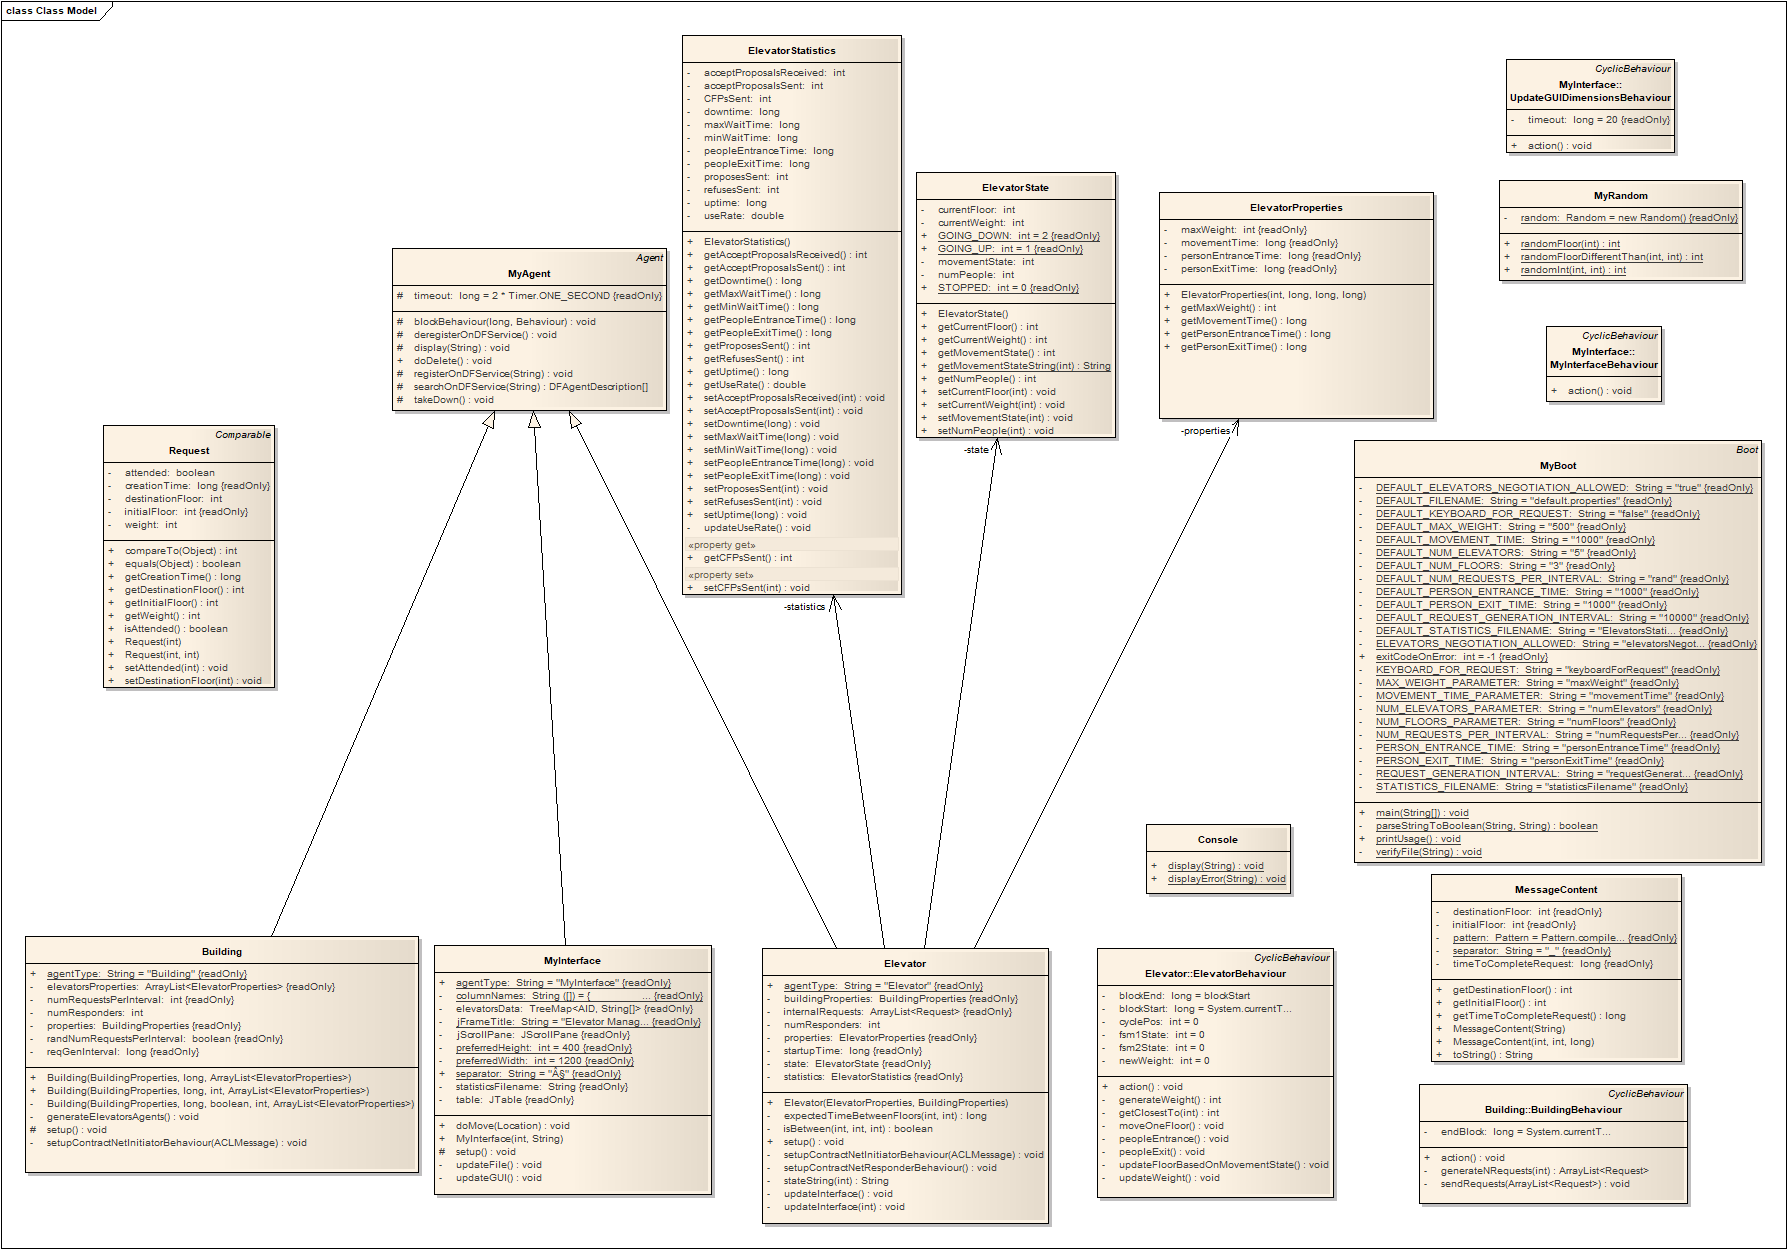 class Class Model
ElevatorStatistics
- acceptProposalsReceived: int
- acceptProposalsSent: int
- CFPsSent: int
- downtime: long
- maxWaitTime: long
- minWaitTime: long
- peopleEntranceTime: long
- peopleExitTime: long
- proposesSent: int
- refusesSent: int
- uptime: long
- useRate: double
+ ElevatorStatistics()
+ getAcceptProposalsReceived() : int
+ getAcceptProposalsSent() : int
+ getDowntime() : long
+ getMaxWaitTime() : long
+ getMinWaitTime() : long
+ getPeopleEntranceTime() : long
+ getPeopleExitTime() : long
+ getProposesSent() : int
+ getRefusesSent() : int
+ getUptime() : long
+ getUseRate() : double
+ setAcceptProposalsReceived(int) : void
+ setAcceptProposalsSent(int) : void
+ setDowntime(long) : void
+ setMaxWaitTime(long) : void
+ setMinWaitTime(long) : void
+ setPeopleEntranceTime(long) : void
+ setPeopleExitTime(long) : void
+ setProposesSent(int) : void
+ setRefusesSent(int) : void
+ setUptime(long) : void
- updateUseRate() : void
«property get»
+ getCFPsSent() : int
«property set»
+ setCFPsSent(int) : void
-statistics
ElevatorState
- currentFloor: int
- currentWeight: int
+ GOING_DOWN: int = 2 {readOnly}
+ GOING_UP: int = 1 {readOnly}
- movementState: int
- numPeople: int
+ STOPPED: int = 0 {readOnly}
+ ElevatorState()
+ getCurrentFloor() : int
+ getCurrentWeight() : int
+ getMovementState() : int
+ getMovementStateString(int) : String
+ getNumPeople() : int
+ setCurrentFloor(int) : void
+ setCurrentWeight(int) : void
+ setMovementState(int) : void
+ setNumPeople(int) : void
-state
ElevatorProperties
- maxWeight: int {readOnly}
- movementTime: long {readOnly}
- personEntranceTime: long {readOnly}
- personExitTime: long {readOnly}
+ ElevatorProperties(int, long, long, long)
+ getMaxWeight() : int
+ getMovementTime() : long
+ getPersonEntranceTime() : long
+ getPersonExitTime() : long
-properties
CyclicBehaviour
MyInterface::
UpdateGUIDimensionsBehaviour
- timeout: long = 20 {readOnly}
+ action() : void
MyRandom
- random: Random = new Random() {readOnly}
+ randomFloor(int) : int
+ randomFloorDifferentThan(int, int) : int
+ randomInt(int, int) : int
CyclicBehaviour
MyInterface::
MyInterfaceBehaviour
+ action() : void
Agent
MyAgent
# timeout: long = 2 * Timer.ONE_SECOND {readOnly}
# blockBehaviour(long, Behaviour) : void
# deregisterOnDFService() : void
# display(String) : void
+ doDelete() : void
# registerOnDFService(String) : void
# searchOnDFService(String) : DFAgentDescription[]
# takeDown() : void
Comparable
Request
- attended: boolean
- creationTime: long {readOnly}
- destinationFloor: int
- initialFloor: int {readOnly}
- weight: int
+ compareTo(Object) : int
+ equals(Object) : boolean
+ getCreationTime() : long
+ getDestinationFloor() : int
+ getInitialFloor() : int
+ getWeight() : int
+ isAttended() : boolean
+ Request(int)
+ Request(int, int)
+ setAttended(int) : void
+ setDestinationFloor(int) : void
Boot
MyBoot
- DEFAULT_ELEVATORS_NEGOTIATION_ALLOWED: String = "true" {readOnly}
- DEFAULT_FILENAME: String = "default.properties" {readOnly}
- DEFAULT_KEYBOARD_FOR_REQUEST: String = "false" {readOnly}
- DEFAULT_MAX_WEIGHT: String = "500" {readOnly}
- DEFAULT_MOVEMENT_TIME: String = "1000" {readOnly}
- DEFAULT_NUM_ELEVATORS: String = "5" {readOnly}
- DEFAULT_NUM_FLOORS: String = "3" {readOnly}
- DEFAULT_NUM_REQUESTS_PER_INTERVAL: String = "rand" {readOnly}
- DEFAULT_PERSON_ENTRANCE_TIME: String = "1000" {readOnly}
- DEFAULT_PERSON_EXIT_TIME: String = "1000" {readOnly}
- DEFAULT_REQUEST_GENERATION_INTERVAL: String = "10000" {readOnly}
- DEFAULT_STATISTICS_FILENAME: String = "ElevatorsStati... {readOnly}
- ELEVATORS_NEGOTIATION_ALLOWED: String = "elevatorsNegot... {readOnly}
+ exitCodeOnError: int = -1 {readOnly}
- KEYBOARD_FOR_REQUEST: String = "keyboardForRequest" {readOnly}
- MAX_WEIGHT_PARAMETER: String = "maxWeight" {readOnly}
- MOVEMENT_TIME_PARAMETER: String = "movementTime" {readOnly}
- NUM_ELEVATORS_PARAMETER: String = "numElevators" {readOnly}
- NUM_FLOORS_PARAMETER: String = "numFloors" {readOnly}
- NUM_REQUESTS_PER_INTERVAL: String = "numRequestsPer... {readOnly}
- PERSON_ENTRANCE_TIME: String = "personEntranceTime" {readOnly}
- PERSON_EXIT_TIME: String = "personExitTime" {readOnly}
- REQUEST_GENERATION_INTERVAL: String = "requestGenerat... {readOnly}
- STATISTICS_FILENAME: String = "statisticsFilename" {readOnly}
+ main(String[]) : void
- parseStringToBoolean(String, String) : boolean
+ printUsage() : void
- verifyFile(String) : void
Console
+ display(String) : void
+ displayError(String) : void
MessageContent
- destinationFloor: int {readOnly}
- initialFloor: int {readOnly}
- pattern: Pattern = Pattern.compile... {readOnly}
- separator: String = "_" {readOnly}
- timeToCompleteRequest: long {readOnly}
+ getDestinationFloor() : int
+ getInitialFloor() : int
+ getTimeToCompleteRequest() : long
+ MessageContent(String)
+ MessageContent(int, int, long)
+ toString() : String
Building
+ agentType: String = "Building" {readOnly}
- elevatorsProperties: ArrayList<ElevatorProperties> {readOnly}
- numRequestsPerInterval: int {readOnly}
- numResponders: int
- properties: BuildingProperties {readOnly}
- randNumRequestsPerInterval: boolean {readOnly}
- reqGenInterval: long {readOnly}
+ Building(BuildingProperties, long, ArrayList<ElevatorProperties>)
+ Building(BuildingProperties, long, int, ArrayList<ElevatorProperties>)
- Building(BuildingProperties, long, boolean, int, ArrayList<ElevatorProperties>)
- generateElevatorsAgents() : void
# setup() : void
- setupContractNetInitiatorBehaviour(ACLMessage) : void
MyInterface
+ agentType: String = "MyInterface" {readOnly}
- columnNames: String ([]) = { ... {readOnly}
- elevatorsData: TreeMap<AID, String[]> {readOnly}
- jFrameTitle: String = "Elevator Manag... {readOnly}
- jScrollPane: JScrollPane {readOnly}
- preferredHeight: int = 400 {readOnly}
- preferredWidth: int = 1200 {readOnly}
+ separator: String = "Â§" {readOnly}
- statisticsFilename: String {readOnly}
- table: JTable {readOnly}
+ doMove(Location) : void
+ MyInterface(int, String)
# setup() : void
- updateFile() : void
- updateGUI() : void
Elevator
+ agentType: String = "Elevator" {readOnly}
- buildingProperties: BuildingProperties {readOnly}
- internalRequests: ArrayList<Request> {readOnly}
- numResponders: int
- properties: ElevatorProperties {readOnly}
- startupTime: long {readOnly}
- state: ElevatorState {readOnly}
- statistics: ElevatorStatistics {readOnly}
+ Elevator(ElevatorProperties, BuildingProperties)
- expectedTimeBetweenFloors(int, int) : long
- isBetween(int, int, int) : boolean
+ setup() : void
- setupContractNetInitiatorBehaviour(ACLMessage) : void
- setupContractNetResponderBehaviour() : void
- stateString(int) : String
- updateInterface() : void
- updateInterface(int) : void
CyclicBehaviour
Elevator::ElevatorBehaviour
- blockEnd: long = blockStart
- blockStart: long = System.currentT...
- cyclePos: int = 0
- fsm1State: int = 0
- fsm2State: int = 0
- newWeight: int = 0
+ action() : void
- generateWeight() : int
- getClosestTo(int) : int
- moveOneFloor() : void
- peopleEntrance() : void
- peopleExit() : void
- updateFloorBasedOnMovementState() : void
- updateWeight() : void
CyclicBehaviour
Building::BuildingBehaviour
- endBlock: long = System.currentT...
+ action() : void
- generateNRequests(int) : ArrayList<Request>
- sendRequests(ArrayList<Request>) : void